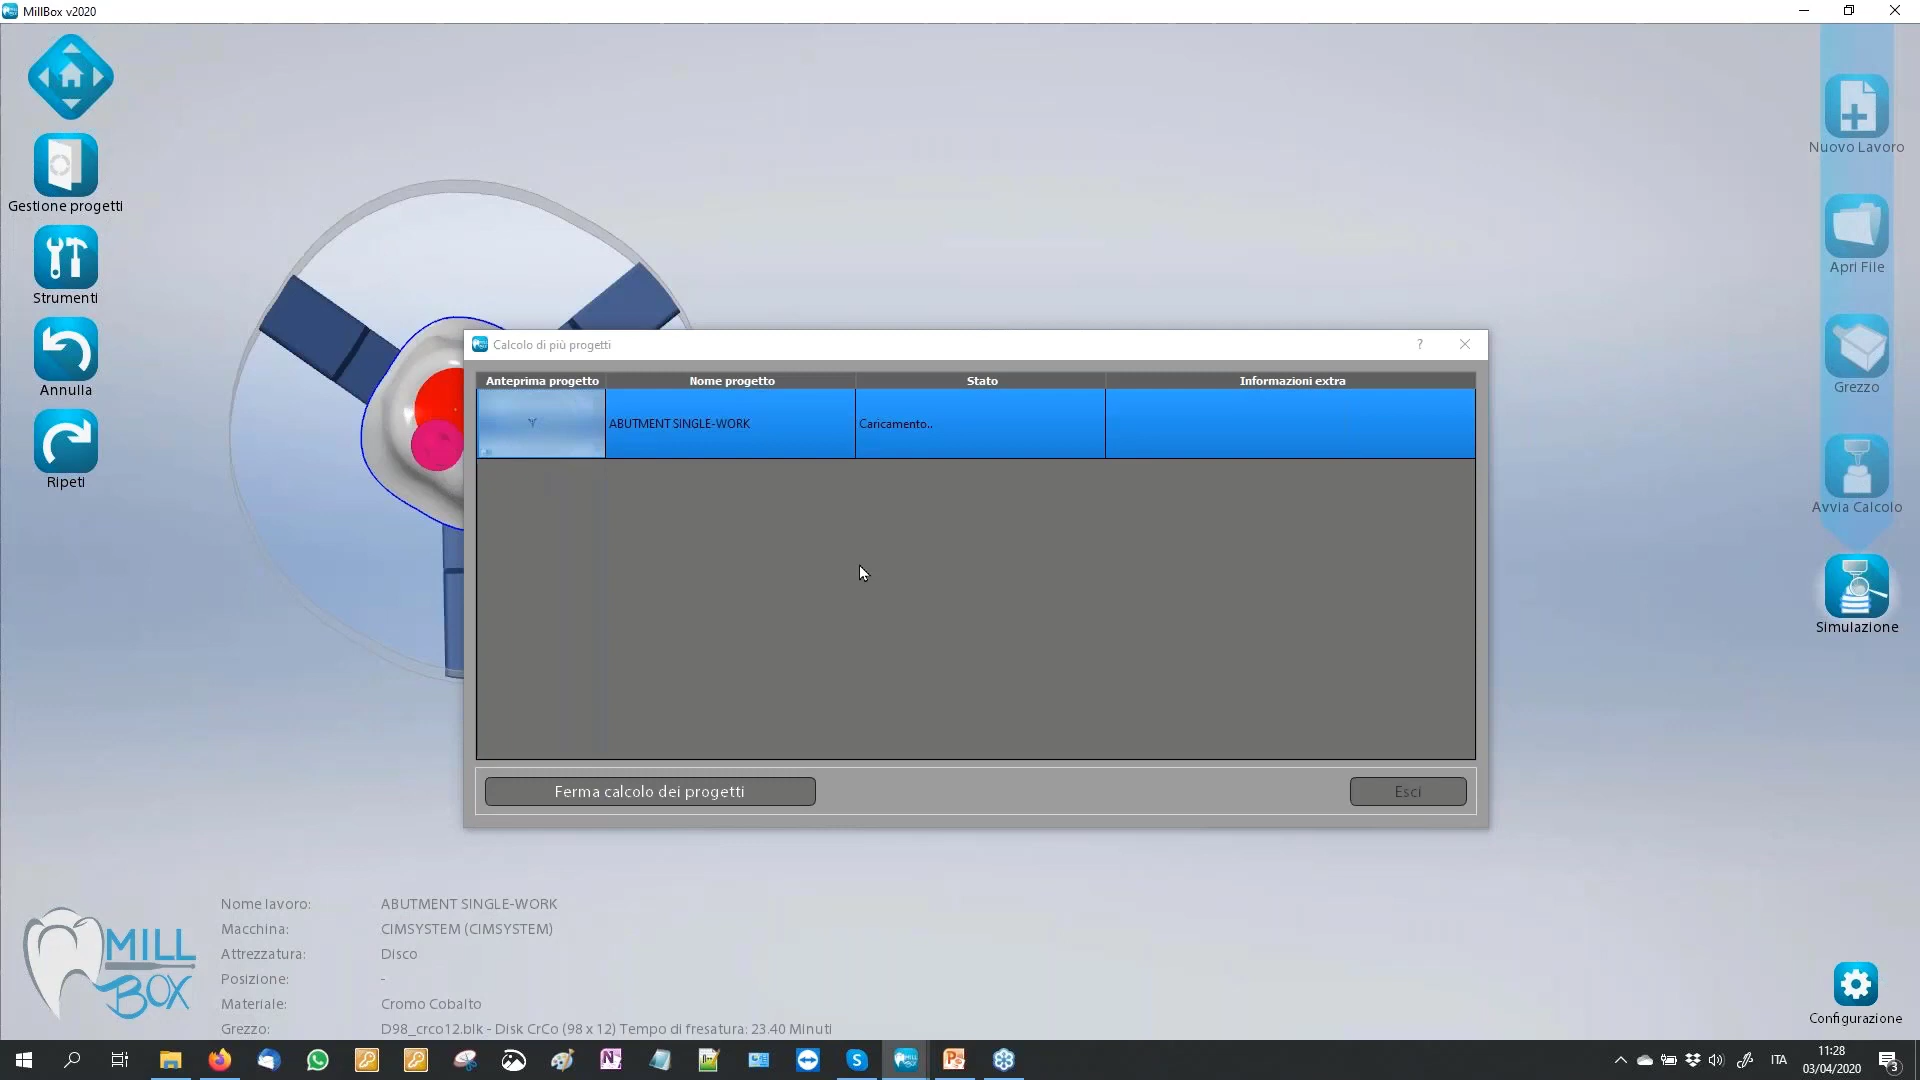 MillBox v2020
Gestione progetti
Strumenti
Annulla
Ripeti
Nuovo Lavoro
Apri File
Grezzo
Avvia Calcolo
Simulazione
Calcolo di più progetti
?
Anteprima progetto Nome progetto Stato Informazioni extra
ABUTMENT SINGLE-WORK Caricamento..
Ferma calcolo dei progetti Esci
MILL
BOX
Nome lavoro: ABUTMENT SINGLE-WORK
Macchina: CIMSYSTEM (CIMSYSTEM)
Attrezzatura: Disco
Posizione: -
Materiale: Cromo Cobalto
Grezzo: D98_crco12.blk - Disk CrCo (98 x 12) Tempo di fresatura: 23.40 Minuti
Configurazione
ITA
11:28
03/04/2020
3